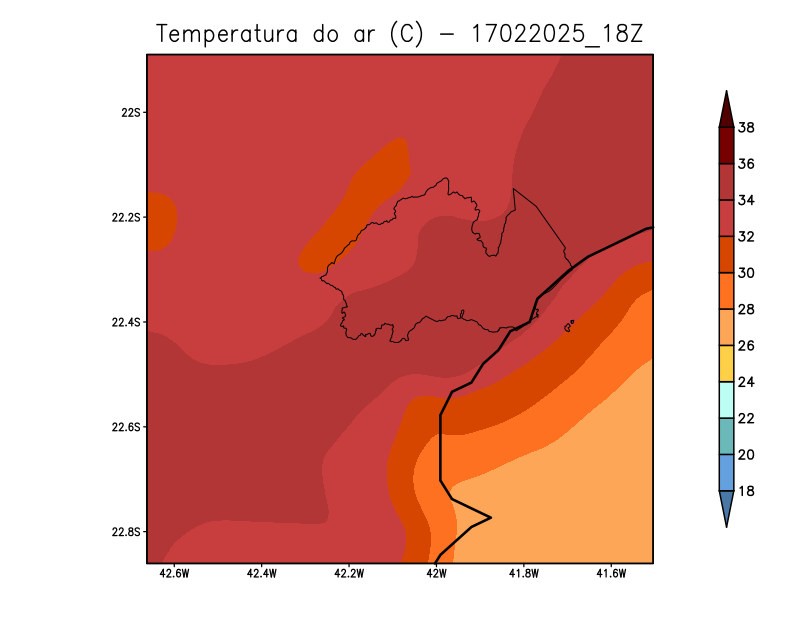 Temperatura do ar (C) − 17022025_18Z
22S
22.2S
22.4S
22.6S
22.8S
42.6W
42.4W
42.2W
42W
41.8W
41.6W
38
36
34
32
30
28
26
24
22
20
18